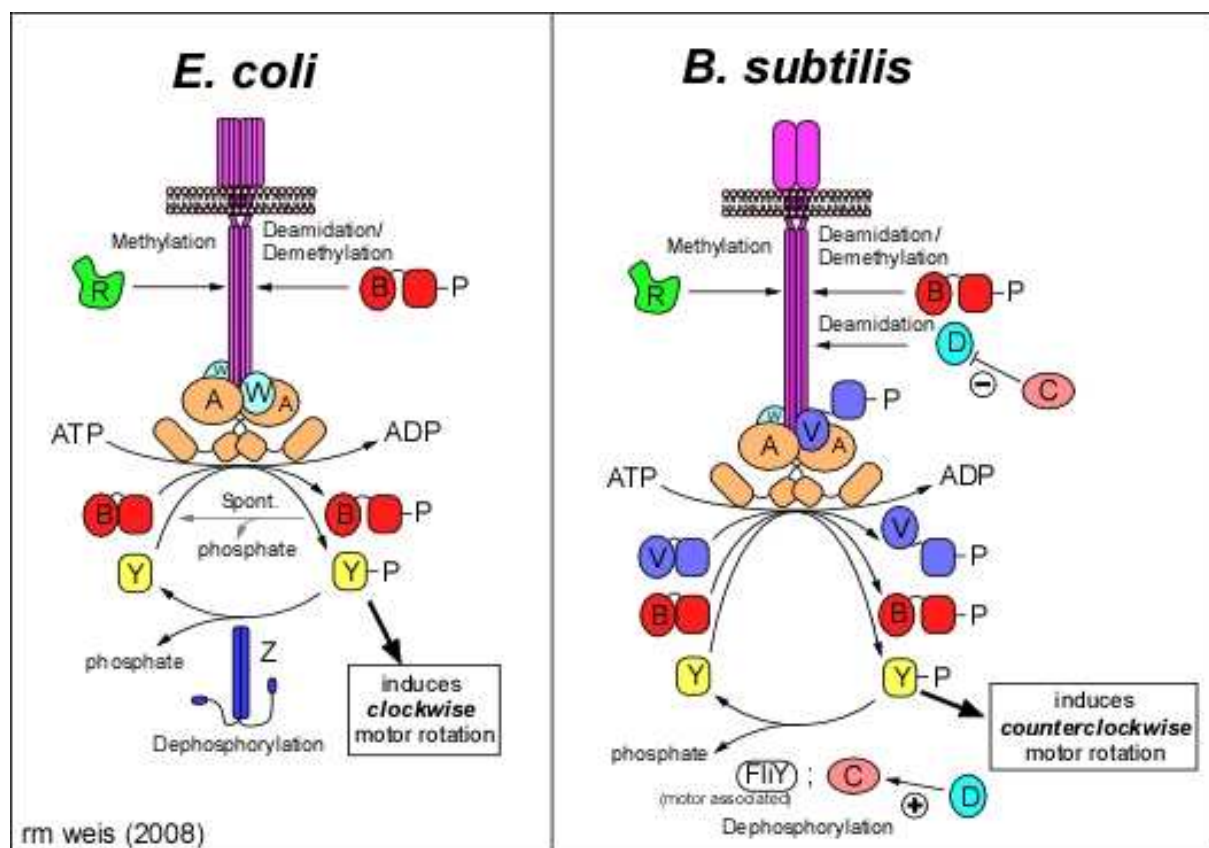 E. coli
Methylation
Deamidation/
Demethylation
R
B
P
W
W
A
A
ATP
ADP
B
Spont.
B
P
phosphate
Y
Y
P
phosphate
Z
Dephosphorylation
induces
clockwise
motor rotation
rm weis (2008)
B. subtilis
Methylation
Deamidation/
Demethylation
R
B
P
Deamidation
D
C
P
W
V
A
A
ATP
ADP
V
V
P
B
B
P
Y
Y
P
phosphate
induces
counterclockwise
motor rotation
FliY ; C
D
(motor associated)
Dephosphorylation